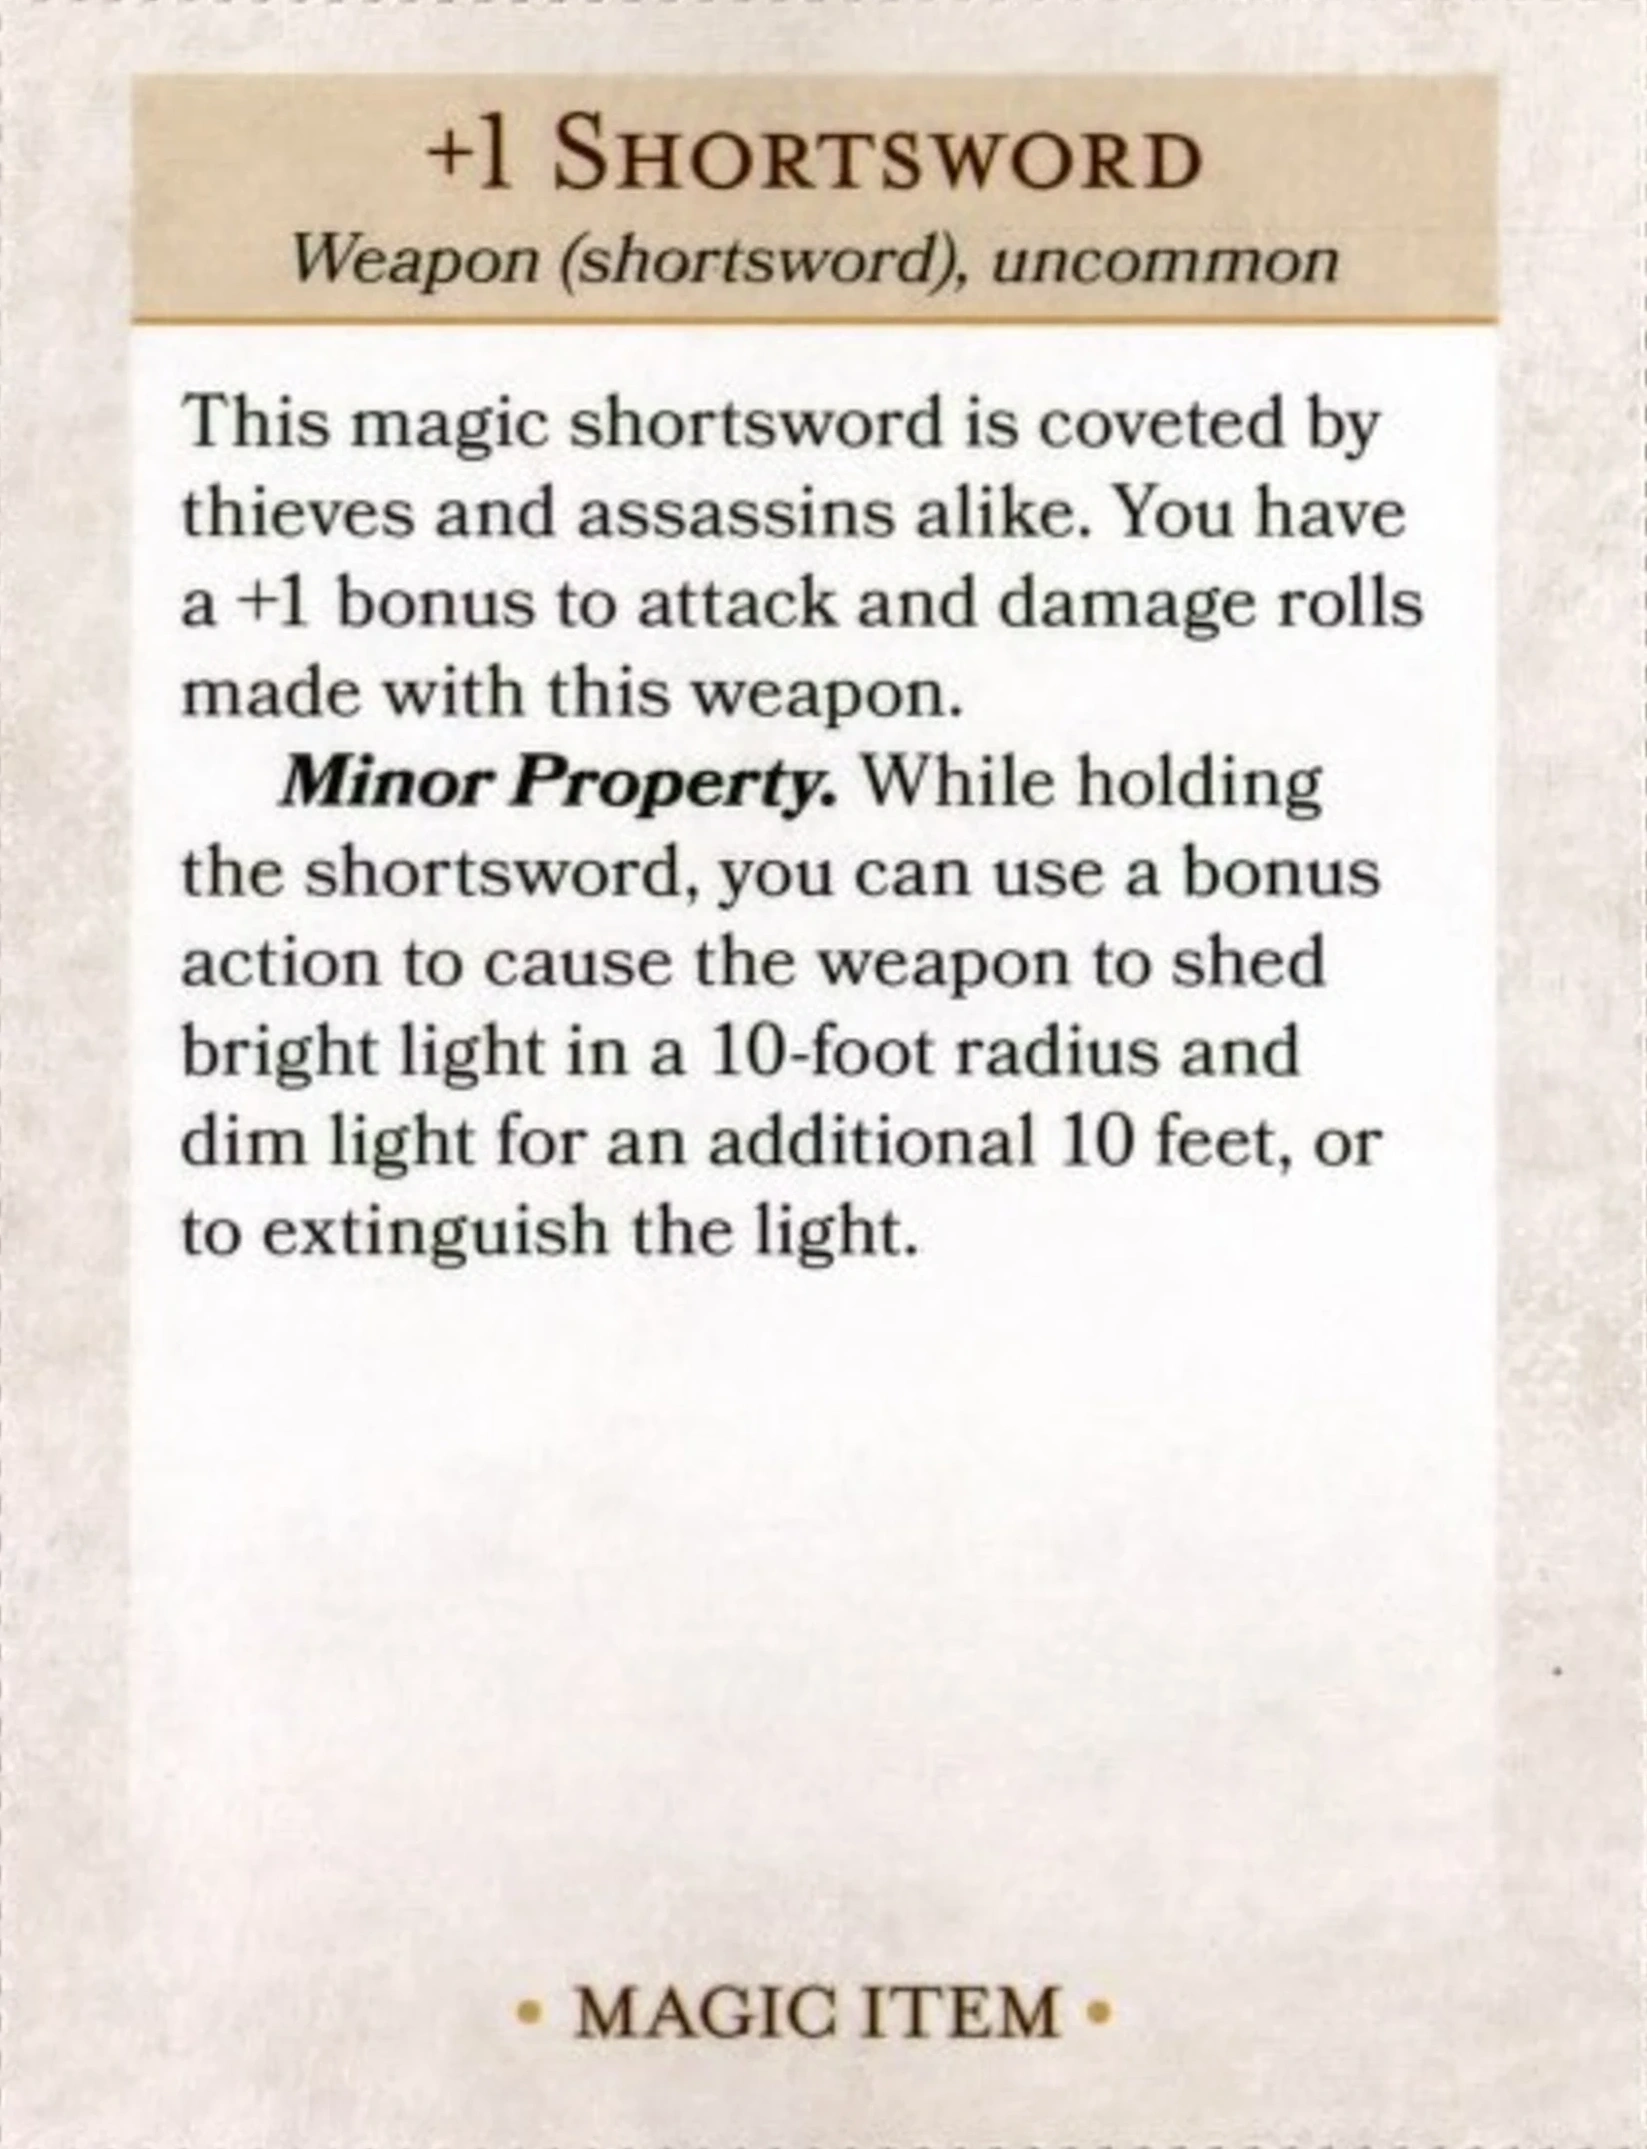 +1 SHORTSWORD
Weapon (shortsword), uncommon
This magic shortsword is coveted by
thieves and assassins alike. You have
a +1 bonus to attack and damage rolls
made with this weapon.
Minor Property. While holding
the shortsword, you can use a bonus
action to cause the weapon to shed
bright light in a 10-foot radius and
dim light for an additional 10 feet, or
to extinguish the light.
• MAGIC ITEM •